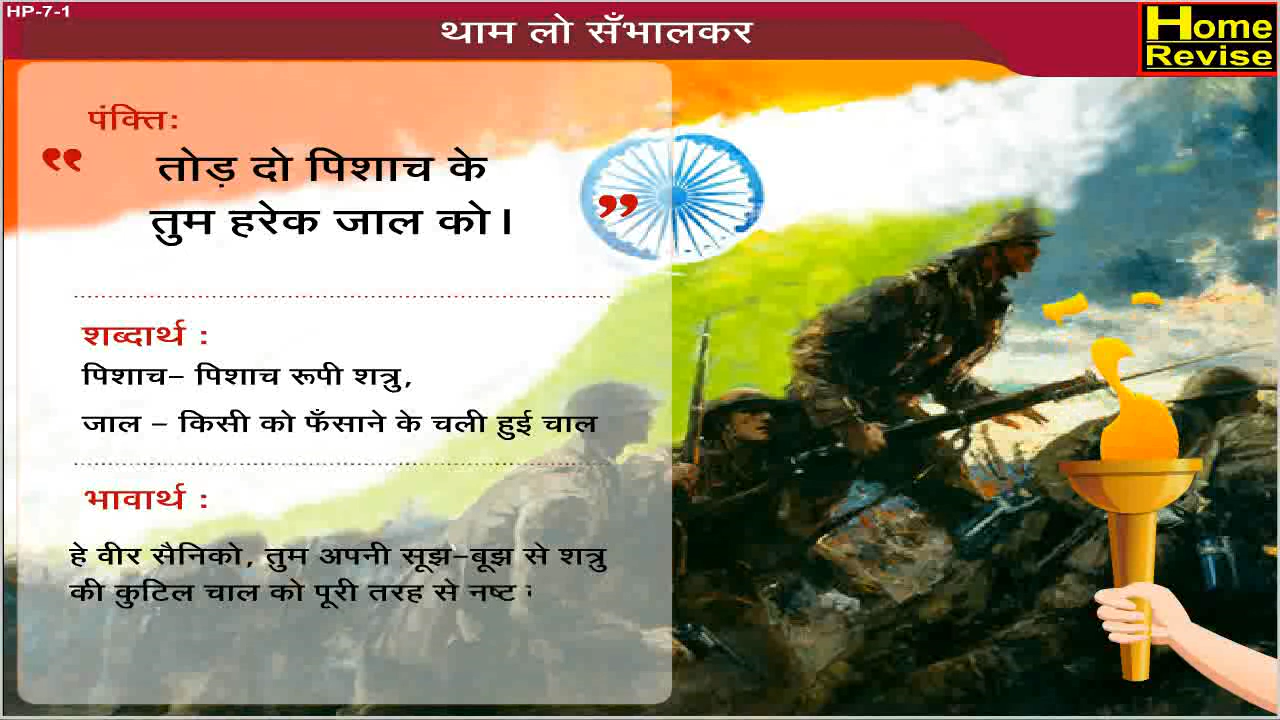 HP-7-1
थाम लो सँभालकर
Home
Revise
पंक्ति:
❝ तोड़ दो पिशाच के
तुम हरेक जाल को। ❞
शब्दार्थ :
पिशाच– पिशाच रूपी शत्रु,
जाल – किसी को फँसाने के चली हुई चाल
भावार्थ :
हे वीर सैनिको, तुम अपनी सूझ–बूझ से शत्रु
की कुटिल चाल को पूरी तरह से नष्ट